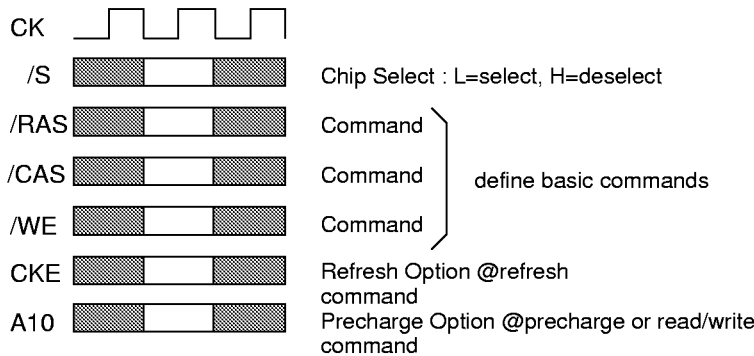 CK
/S Chip Select : L=select, H=deselect
/RAS Command
/CAS Command define basic commands
/WE Command
CKE Refresh Option @refresh
command
A10 Precharge Option @precharge or read/write
command